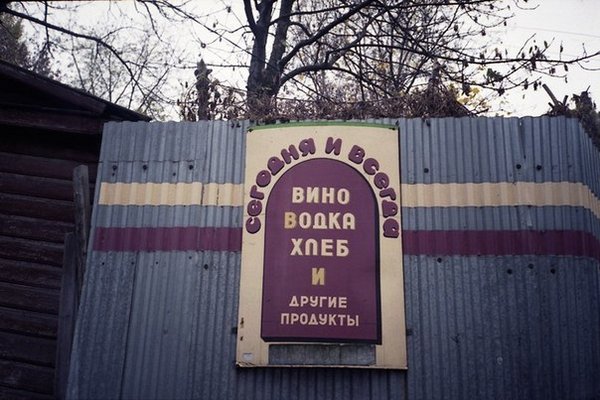 сегодня и всегда
ВИНО
ВОДКА
ХЛЕБ
И
ДРУГИЕ
ПРОДУКТЫ